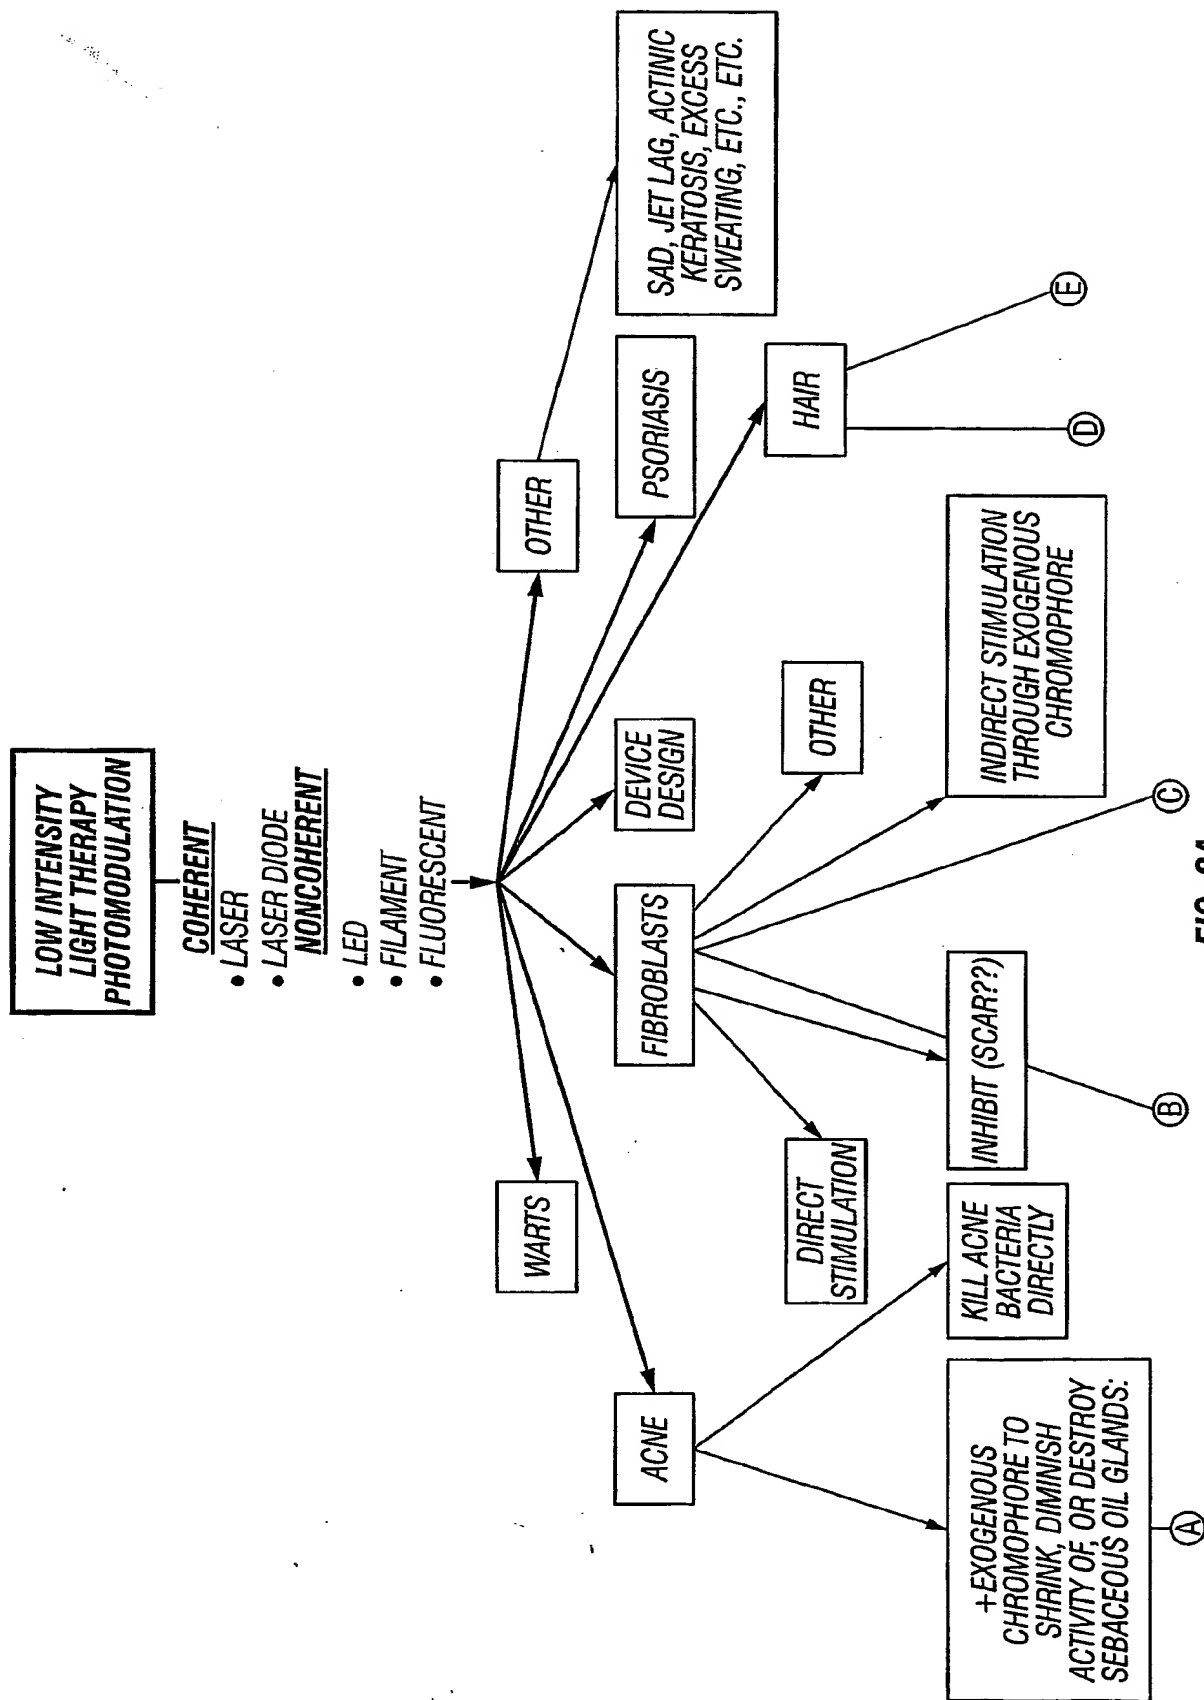 LOW INTENSITY
LIGHT THERAPY
PHOTOMODULATION
COHERENT
• LASER
• LASER DIODE
NONCOHERENT
• LED
• FILAMENT
• FLUORESCENT
WARTS
OTHER
ACNE
FIBROBLASTS
DEVICE
DESIGN
PSORIASIS
SAD, JET LAG, ACTINIC
KERATOSIS, EXCESS
SWEATING, ETC., ETC.
DIRECT
STIMULATION
OTHER
HAIR
+EXOGENOUS
CHROMOPHORE TO
SHRINK, DIMINISH
ACTIVITY OF, OR DESTROY
SEBACEOUS OIL GLANDS:
KILL ACNE
BACTERIA
DIRECTLY
INHIBIT (SCAR??)
INDIRECT STIMULATION
THROUGH EXOGENOUS
CHROMOPHORE
A
B
C
D
E